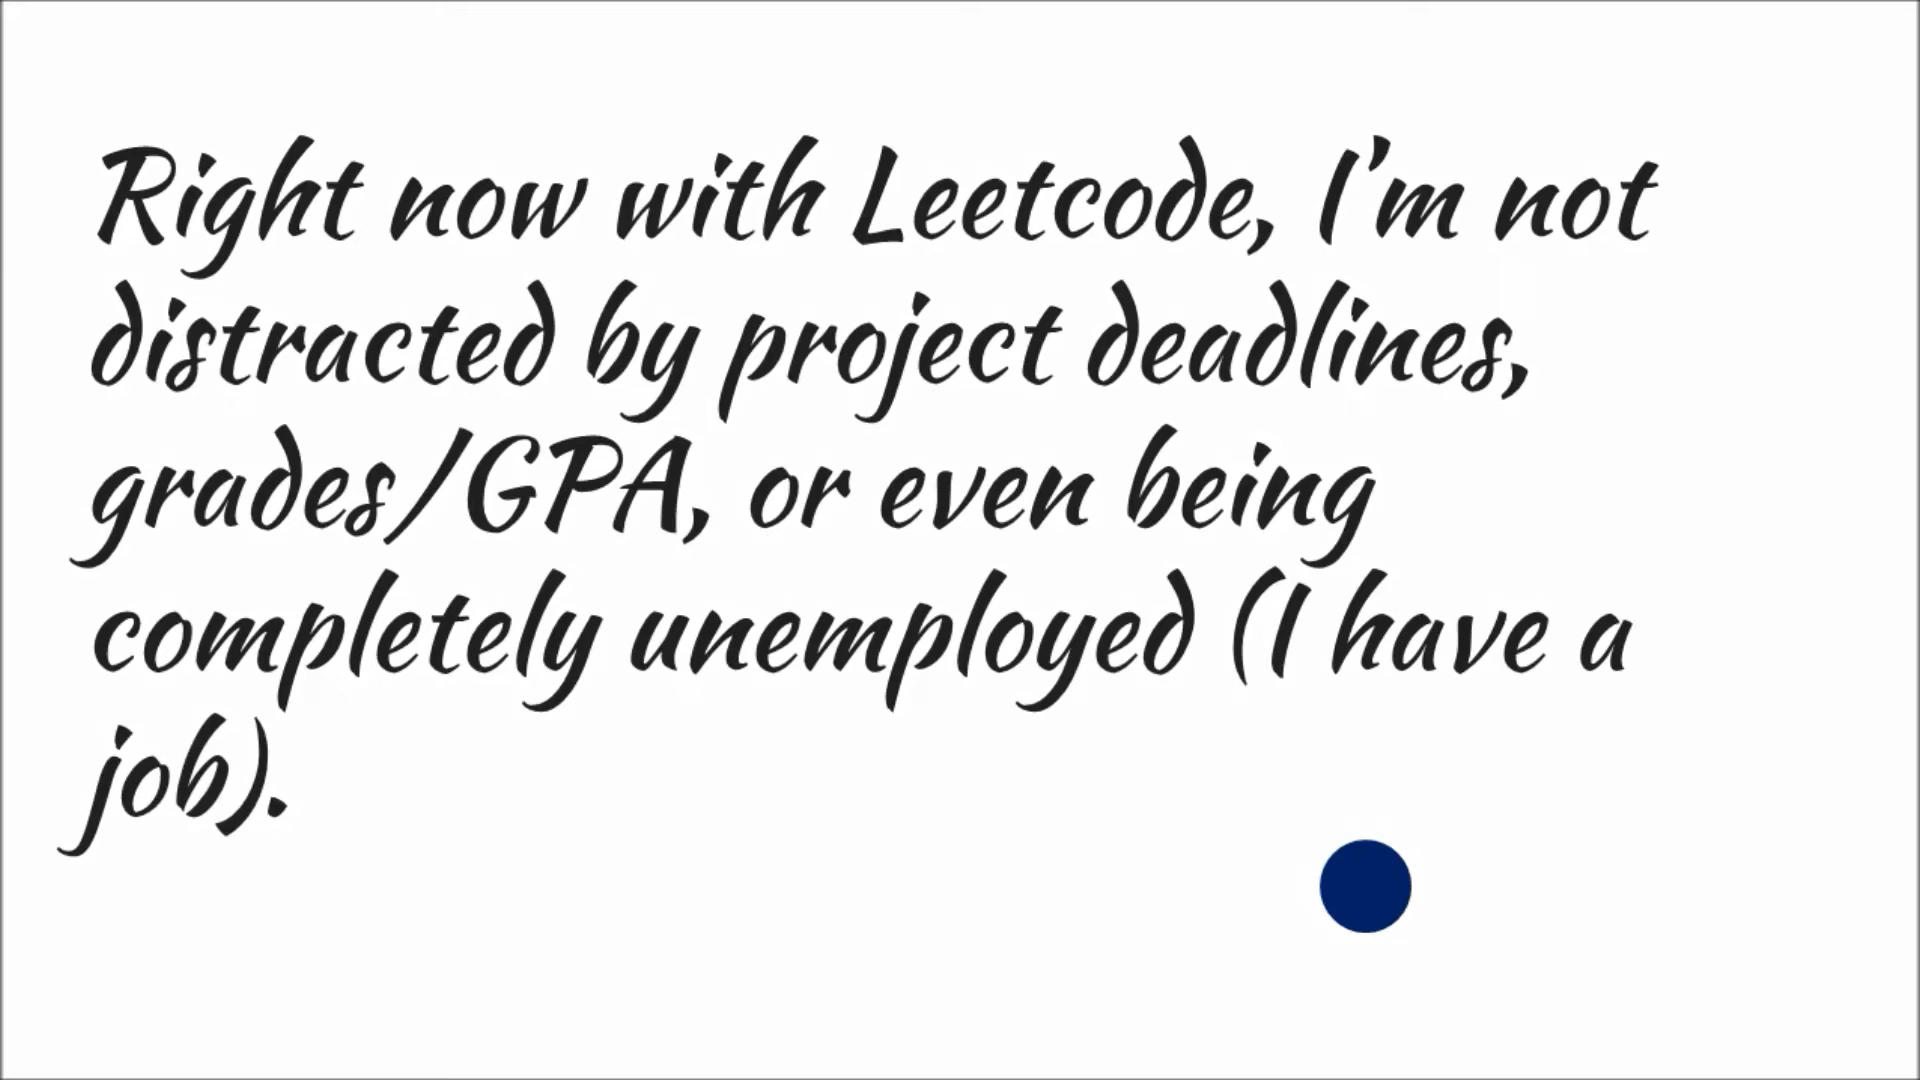 Right now with Leetcode, I'm not
distracted by project deadlines,
grades/GPA, or even being
completely unemployed (I have a
job).